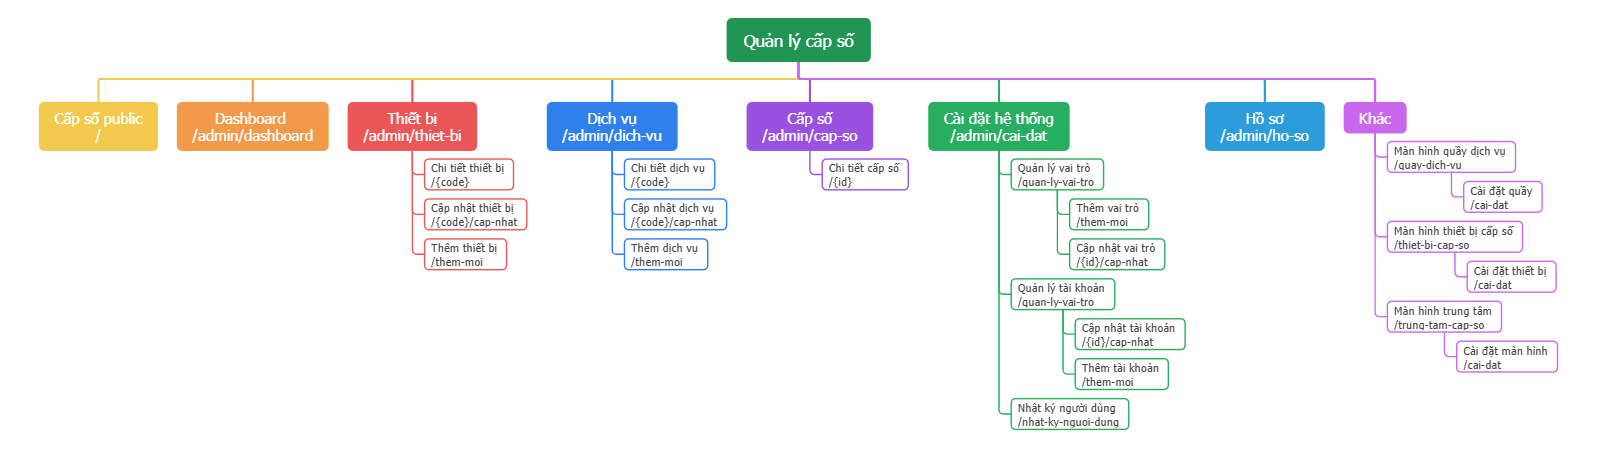 Quản lý cấp số
Cấp số public
/
Dashboard
/admin/dashboard
Thiết bị
/admin/thiet-bi
Chi tiết thiết bị
/{code}
Cập nhật thiết bị
/{code}/cap-nhat
Thêm thiết bị
/them-moi
Dịch vụ
/admin/dich-vu
Chi tiết dịch vụ
/{code}
Cập nhật dịch vụ
/{code}/cap-nhat
Thêm dịch vụ
/them-moi
Cấp số
/admin/cap-so
Chi tiết cấp số
/{id}
Cài đặt hệ thống
/admin/cai-dat
Quản lý vai trò
/quan-ly-vai-tro
Thêm vai trò
/them-moi
Cập nhật vai trò
/{id}/cap-nhat
Quản lý tài khoản
/quan-ly-vai-tro
Cập nhật tài khoản
/{id}/cap-nhat
Thêm tài khoản
/them-moi
Nhật ký người dùng
/nhat-ky-nguoi-dung
Hồ sơ
/admin/ho-so
Khác
Màn hình quầy dịch vụ
/quay-dich-vu
Cài đặt quầy
/cai-dat
Màn hình thiết bị cấp số
/thiet-bi-cap-so
Cài đặt thiết bị
/cai-dat
Màn hình trung tâm
/trung-tam-cap-so
Cài đặt màn hình
/cai-dat